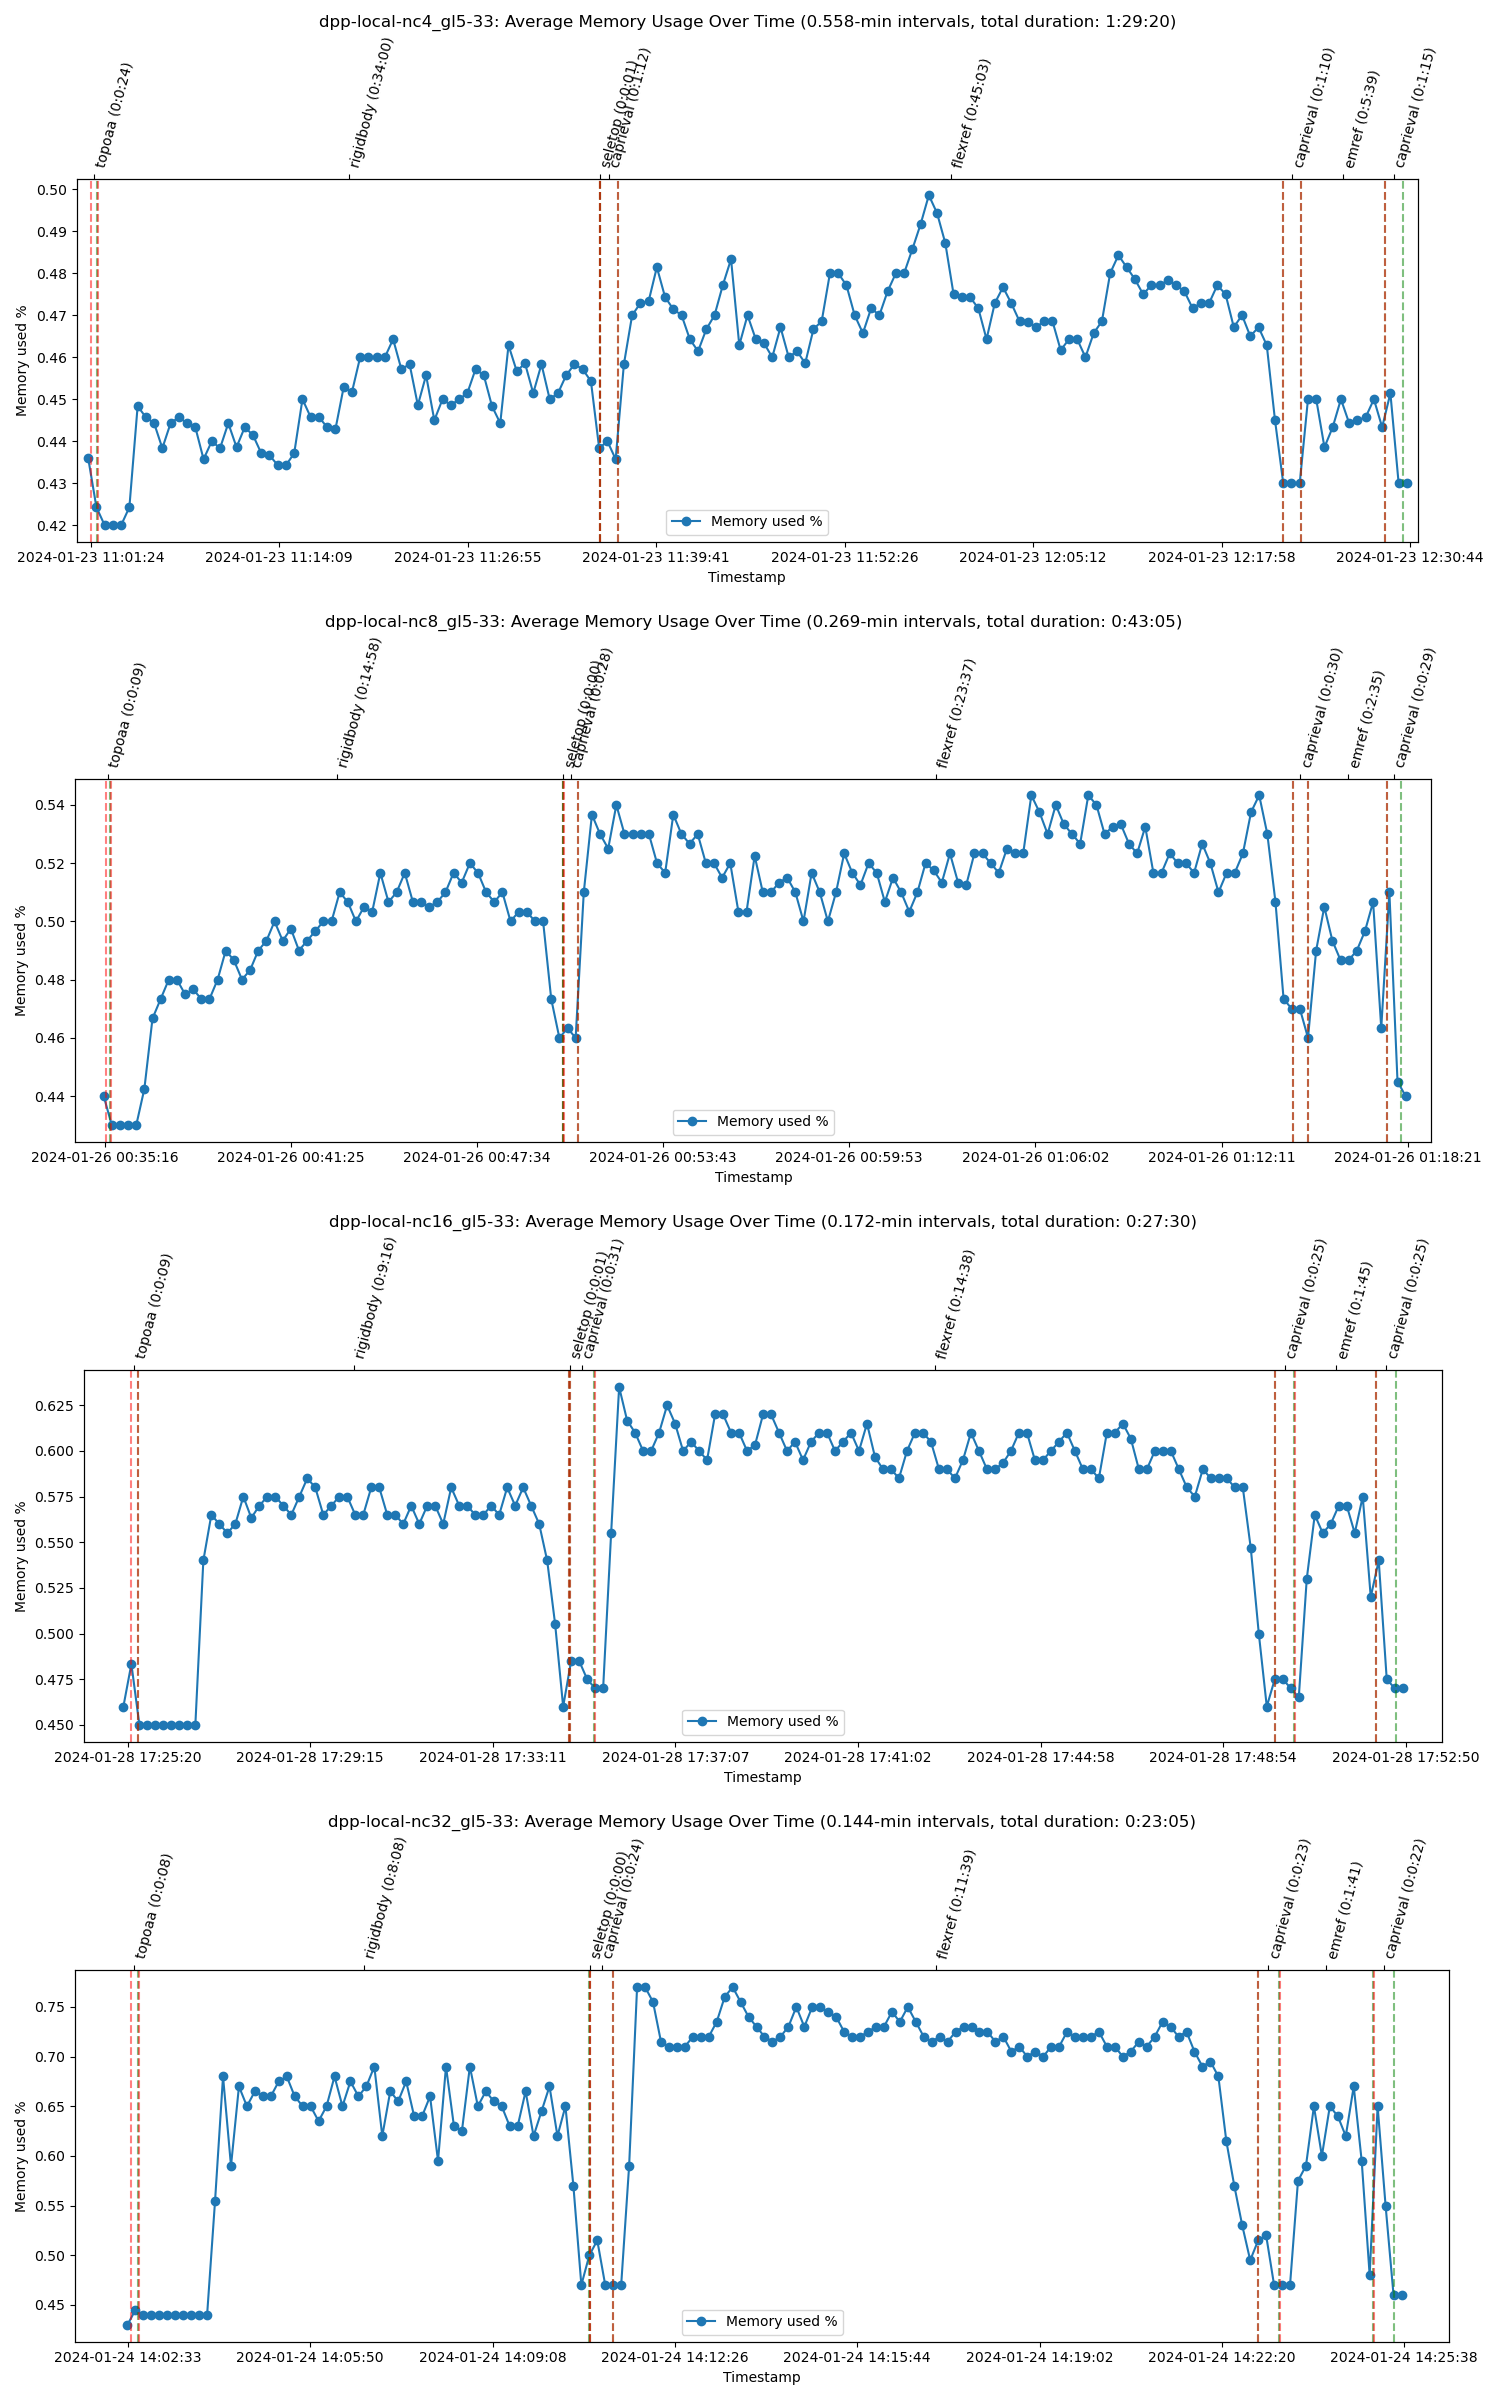 dpp-local-nc4_gl5-33: Average Memory Usage Over Time (0.558-min intervals, total duration: 1:29:20)
topoaa (0:0:24)
rigidbody (0:34:00)
seletop (0:0:01)
caprieval (0:1:12)
flexref (0:45:03)
caprieval (0:1:10)
emref (0:5:39)
caprieval (0:1:15)
0.50
0.49
0.48
0.47
0.46
0.45
0.44
0.43
0.42
Memory used %
Memory used %
2024-01-23 11:01:24
2024-01-23 11:14:09
2024-01-23 11:26:55
2024-01-23 11:39:41
2024-01-23 11:52:26
2024-01-23 12:05:12
2024-01-23 12:17:58
2024-01-23 12:30:44
Timestamp
dpp-local-nc8_gl5-33: Average Memory Usage Over Time (0.269-min intervals, total duration: 0:43:05)
topoaa (0:0:09)
rigidbody (0:14:58)
seletop (0:0:00)
caprieval (0:0:28)
flexref (0:23:37)
caprieval (0:0:30)
emref (0:2:35)
caprieval (0:0:29)
0.54
0.52
0.50
0.48
0.46
0.44
Memory used %
Memory used %
2024-01-26 00:35:16
2024-01-26 00:41:25
2024-01-26 00:47:34
2024-01-26 00:53:43
2024-01-26 00:59:53
2024-01-26 01:06:02
2024-01-26 01:12:11
2024-01-26 01:18:21
Timestamp
dpp-local-nc16_gl5-33: Average Memory Usage Over Time (0.172-min intervals, total duration: 0:27:30)
topoaa (0:0:09)
rigidbody (0:9:16)
seletop (0:0:01)
caprieval (0:0:31)
flexref (0:14:38)
caprieval (0:0:25)
emref (0:1:45)
caprieval (0:0:25)
0.625
0.600
0.575
0.550
0.525
0.500
0.475
0.450
Memory used %
Memory used %
2024-01-28 17:25:20
2024-01-28 17:29:15
2024-01-28 17:33:11
2024-01-28 17:37:07
2024-01-28 17:41:02
2024-01-28 17:44:58
2024-01-28 17:48:54
2024-01-28 17:52:50
Timestamp
dpp-local-nc32_gl5-33: Average Memory Usage Over Time (0.144-min intervals, total duration: 0:23:05)
topoaa (0:0:08)
rigidbody (0:8:08)
seletop (0:0:00)
caprieval (0:0:24)
flexref (0:11:39)
caprieval (0:0:23)
emref (0:1:41)
caprieval (0:0:22)
0.75
0.70
0.65
0.60
0.55
0.50
0.45
Memory used %
Memory used %
2024-01-24 14:02:33
2024-01-24 14:05:50
2024-01-24 14:09:08
2024-01-24 14:12:26
2024-01-24 14:15:44
2024-01-24 14:19:02
2024-01-24 14:22:20
2024-01-24 14:25:38
Timestamp